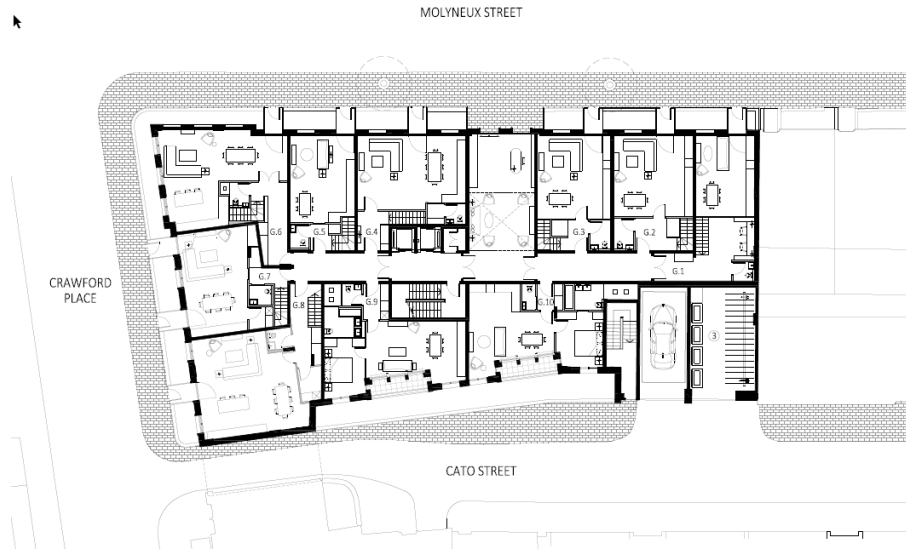 MOLYNEUX STREET
G.6
G.5
G.4
G.3
G.2
G.1
CRAWFORD
PLACE
G.7
G.8
G.9
G.10
3
CATO STREET